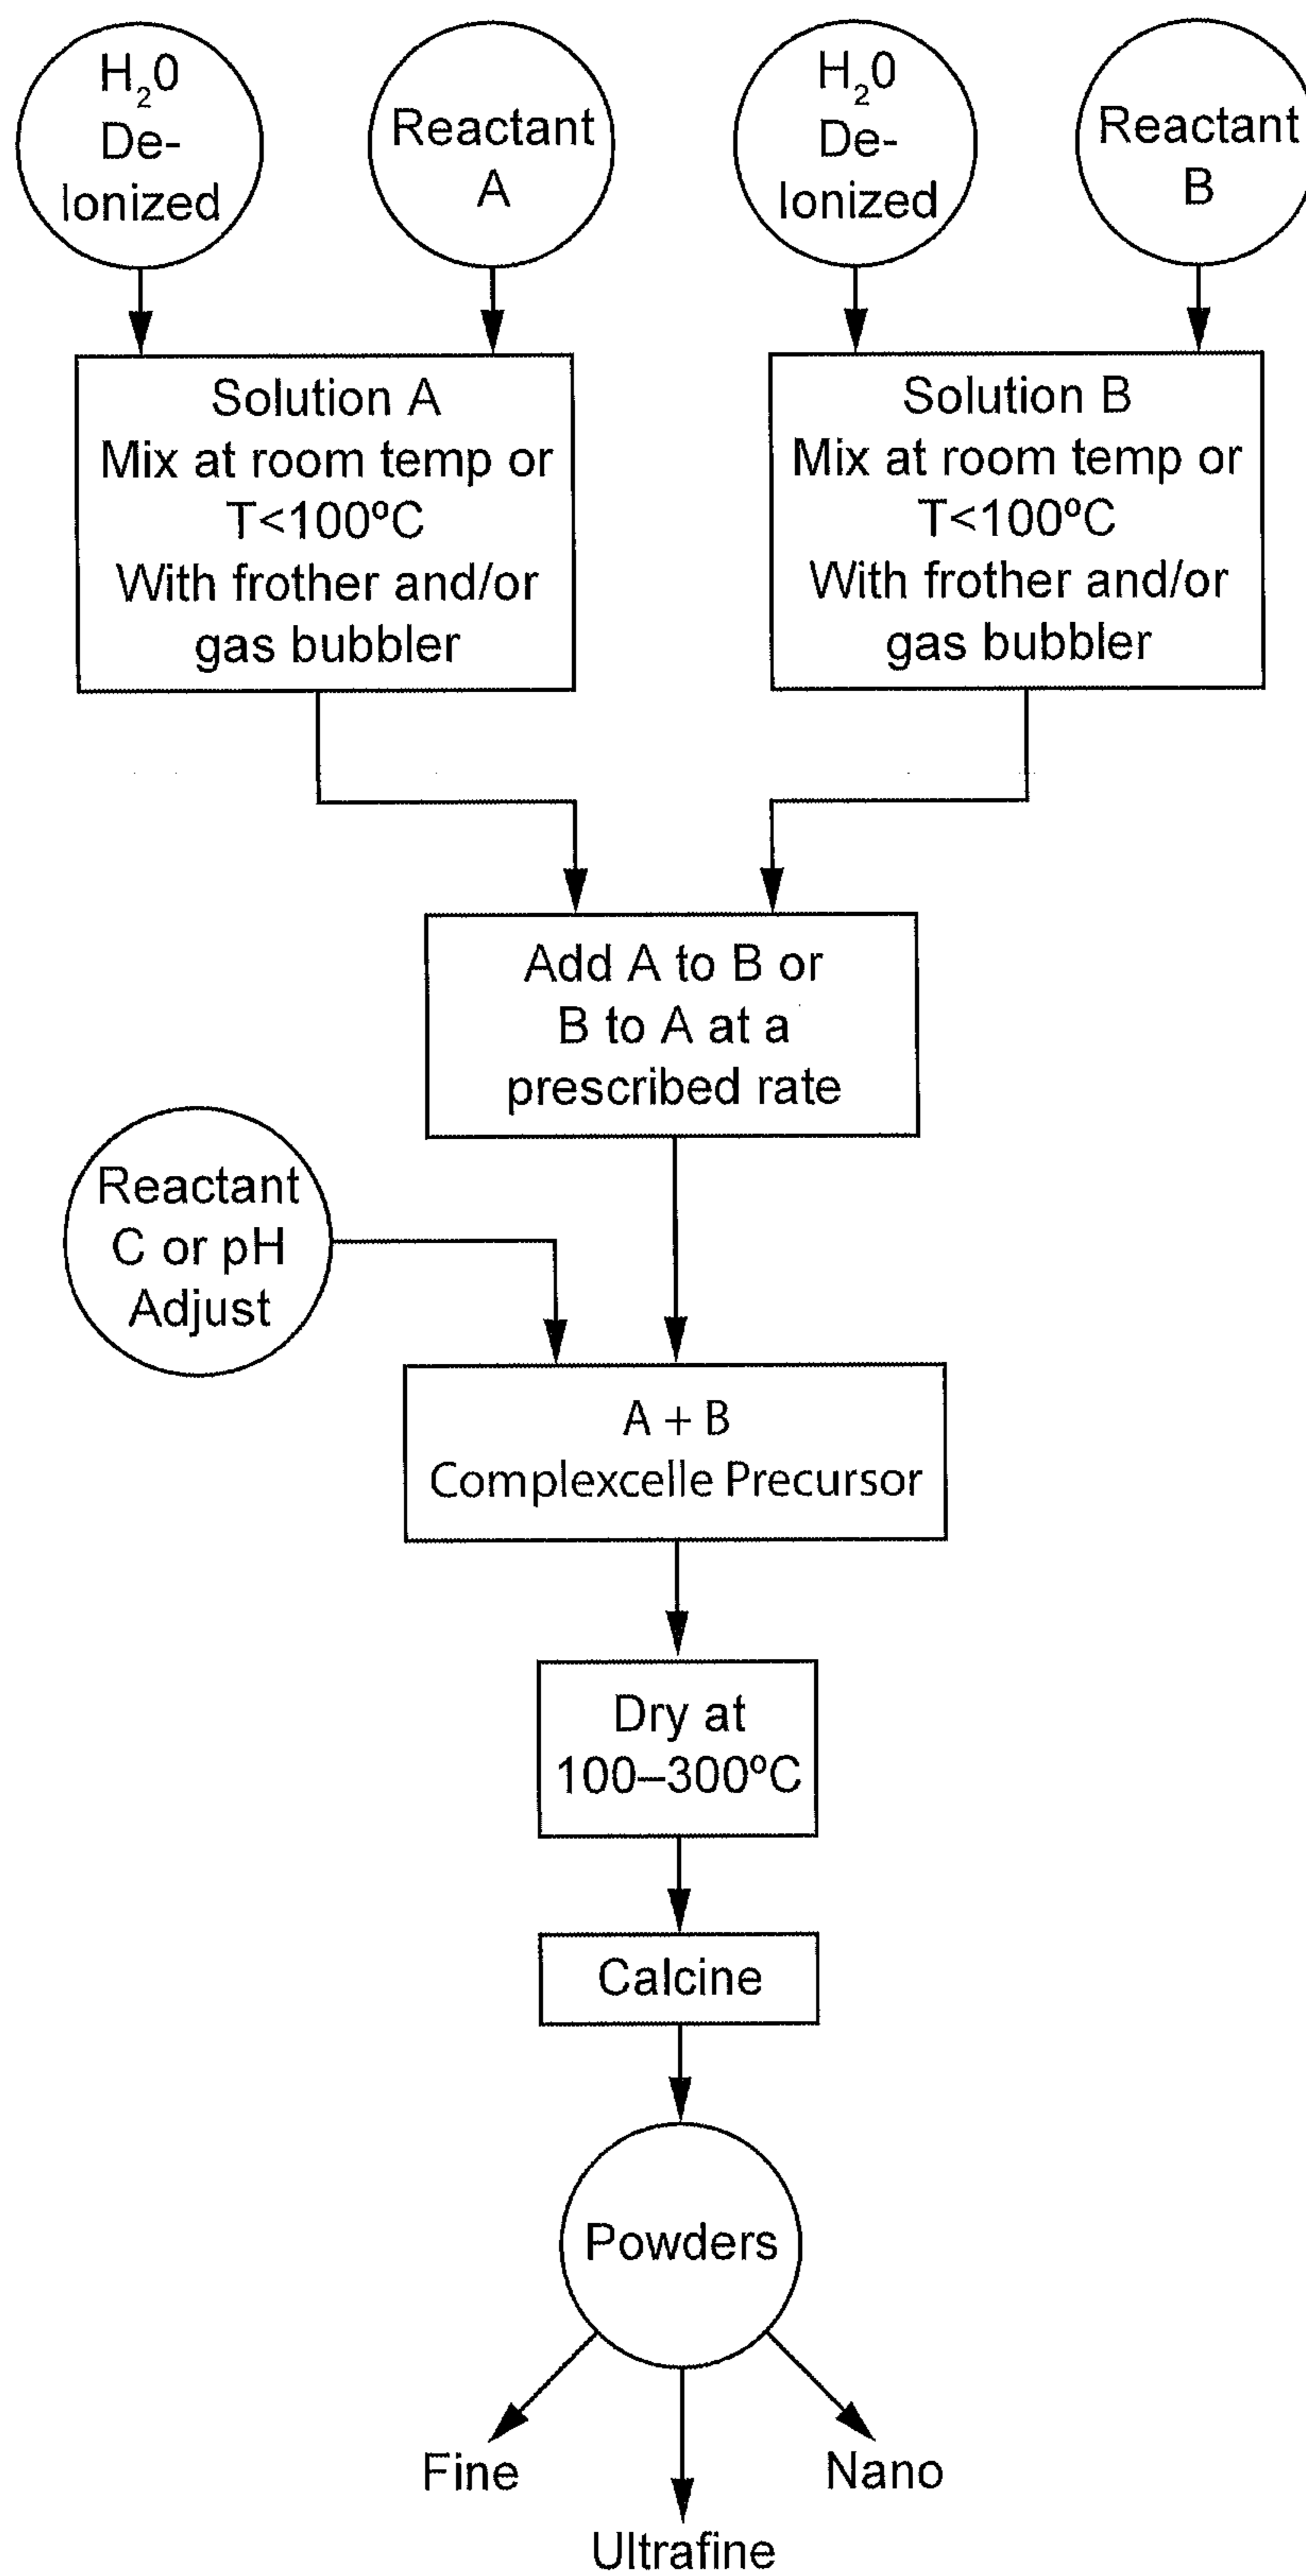 H₂0
De-
Ionized
Reactant
A
H₂0
De-
Ionized
Reactant
B
Solution A
Mix at room temp or
T<100ºC
With frother and/or
gas bubbler
Solution B
Mix at room temp or
T<100ºC
With frother and/or
gas bubbler
Add A to B or
B to A at a
prescribed rate
Reactant
C or pH
Adjust
A + B
Complexcelle Precursor
Dry at
100–300ºC
Calcine
Powders
Fine
Nano
Ultrafine